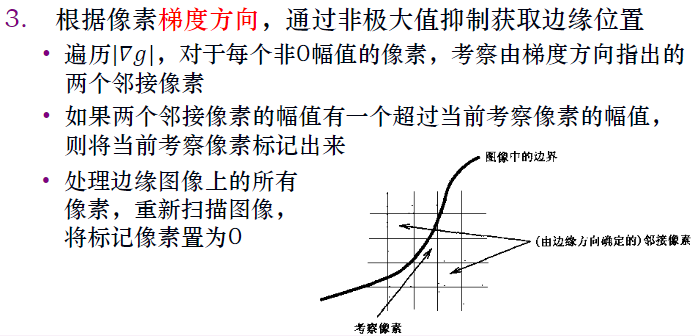 3. 根据像素梯度方向，通过非极大值抑制获取边缘位置
• 遍历|∇g|，对于每个非0幅值的像素，考察由梯度方向指出的
两个邻接像素
• 如果两个邻接像素的幅值有一个超过当前考察像素的幅值，
则将当前考察像素标记出来
• 处理边缘图像上的所有
像素，重新扫描图像，
将标记像素置为0
图像中的边界
(由边缘方向确定的)邻接像素
考察像素